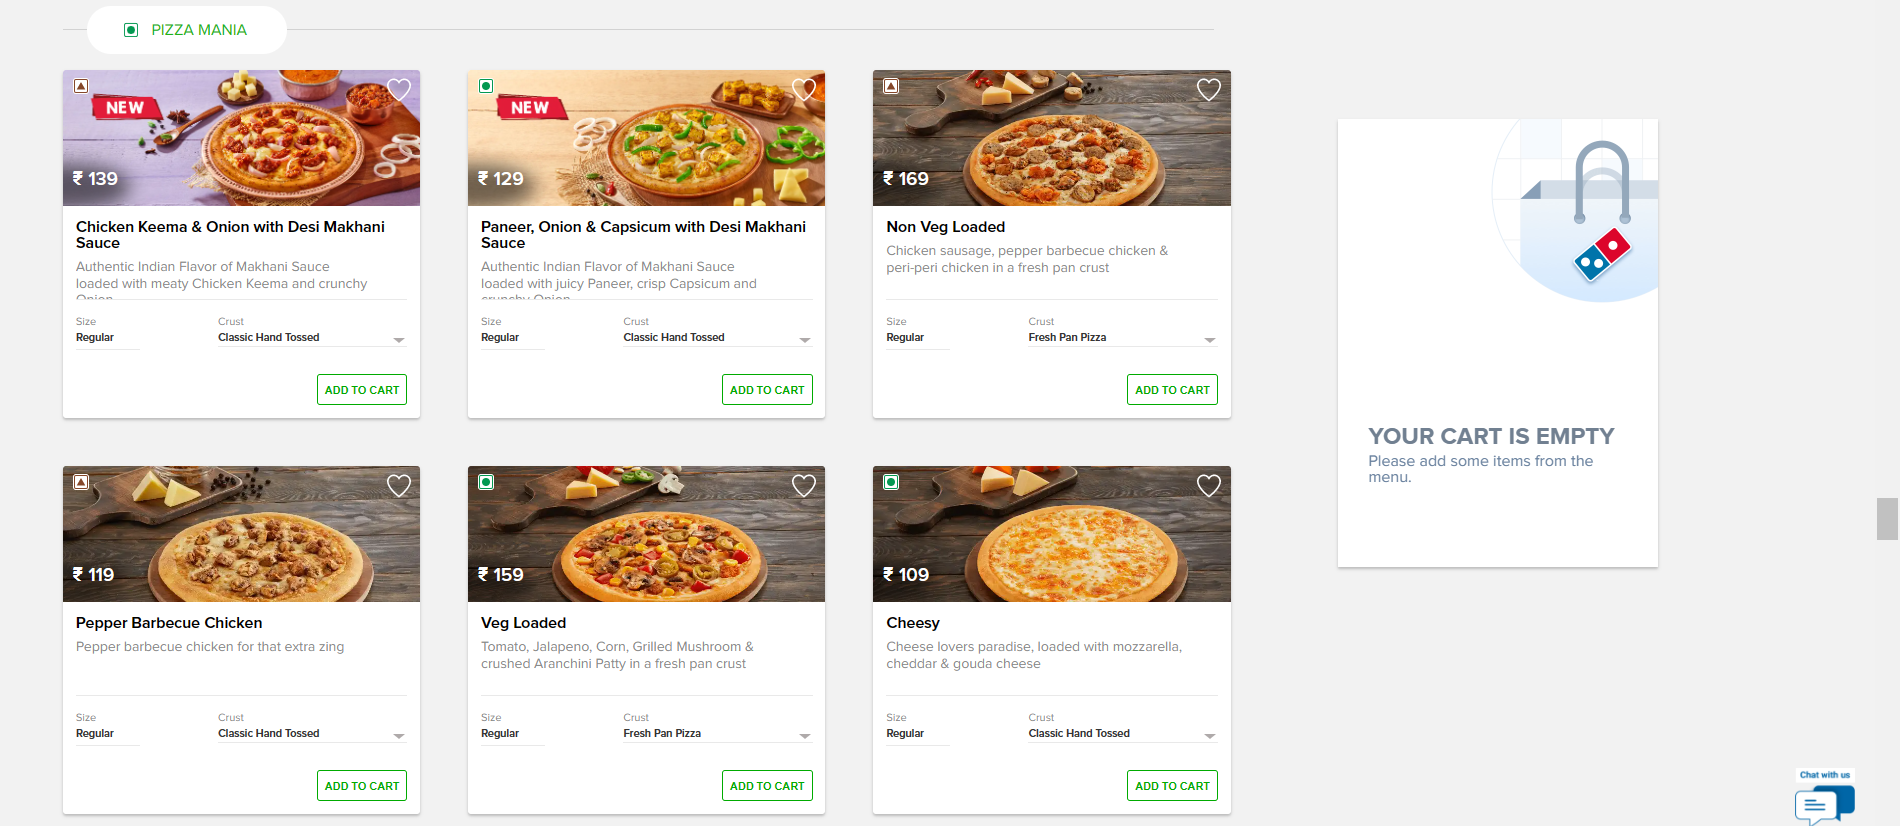 PIZZA MANIA
NEW
₹ 139
Chicken Keema & Onion with Desi Makhani
Sauce
Authentic Indian Flavor of Makhani Sauce
loaded with meaty Chicken Keema and crunchy
Onion
Size
Regular
Crust
Classic Hand Tossed
ADD TO CART
NEW
₹ 129
Paneer, Onion & Capsicum with Desi Makhani
Sauce
Authentic Indian Flavor of Makhani Sauce
loaded with juicy Paneer, crisp Capsicum and
crunchy Onion
Size
Regular
Crust
Classic Hand Tossed
ADD TO CART
₹ 169
Non Veg Loaded
Chicken sausage, pepper barbecue chicken &
peri-peri chicken in a fresh pan crust
Size
Regular
Crust
Fresh Pan Pizza
ADD TO CART
₹ 119
Pepper Barbecue Chicken
Pepper barbecue chicken for that extra zing
Size
Regular
Crust
Classic Hand Tossed
ADD TO CART
₹ 159
Veg Loaded
Tomato, Jalapeno, Corn, Grilled Mushroom &
crushed Aranchini Patty in a fresh pan crust
Size
Regular
Crust
Fresh Pan Pizza
ADD TO CART
₹ 109
Cheesy
Cheese lovers paradise, loaded with mozzarella,
cheddar & gouda cheese
Size
Regular
Crust
Classic Hand Tossed
ADD TO CART
YOUR CART IS EMPTY
Please add some items from the
menu.
Chat with us